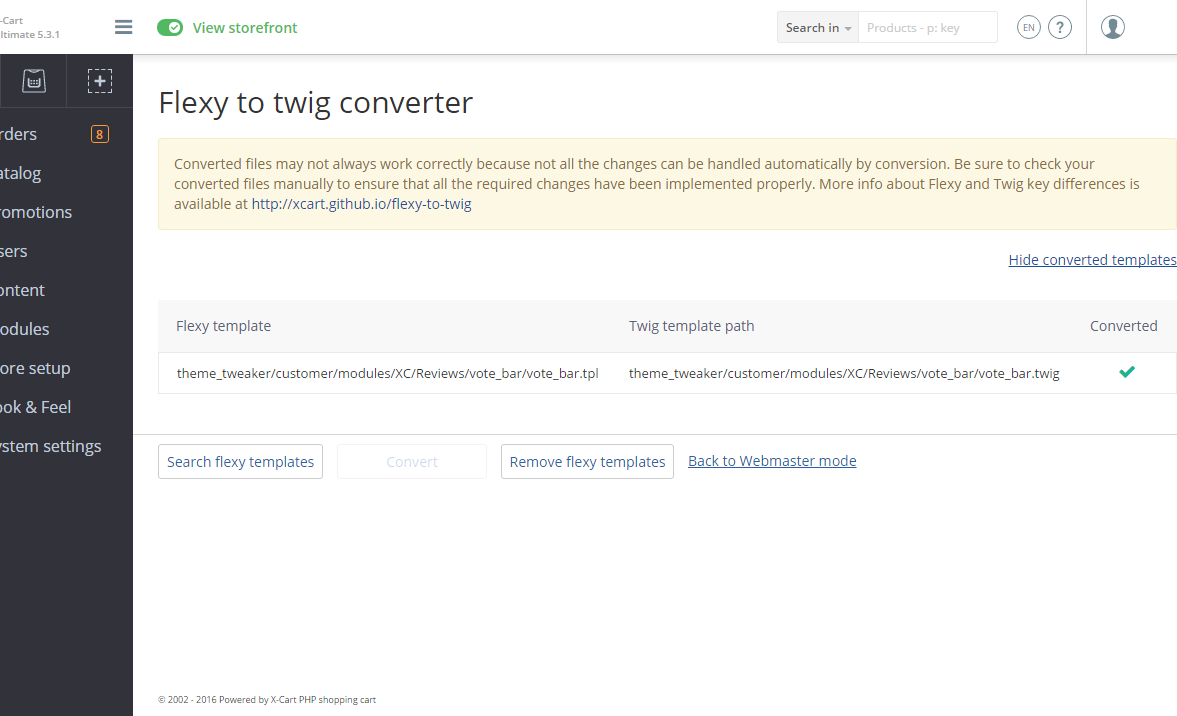 -Cart
ltimate 5.3.1
View storefront
Search in
Products - p: key
EN
?
rders
8
atalog
romotions
sers
ontent
odules
ore setup
ook & Feel
ystem settings
Flexy to twig converter
Converted files may not always work correctly because not all the changes can be handled automatically by conversion. Be sure to check your
converted files manually to ensure that all the required changes have been implemented properly. More info about Flexy and Twig key differences is
available at http://xcart.github.io/flexy-to-twig
Hide converted templates
Flexy template Twig template path Converted
theme_tweaker/customer/modules/XC/Reviews/vote_bar/vote_bar.tpl theme_tweaker/customer/modules/XC/Reviews/vote_bar/vote_bar.twig
Search flexy templates Convert Remove flexy templates Back to Webmaster mode
© 2002 - 2016 Powered by X-Cart PHP shopping cart